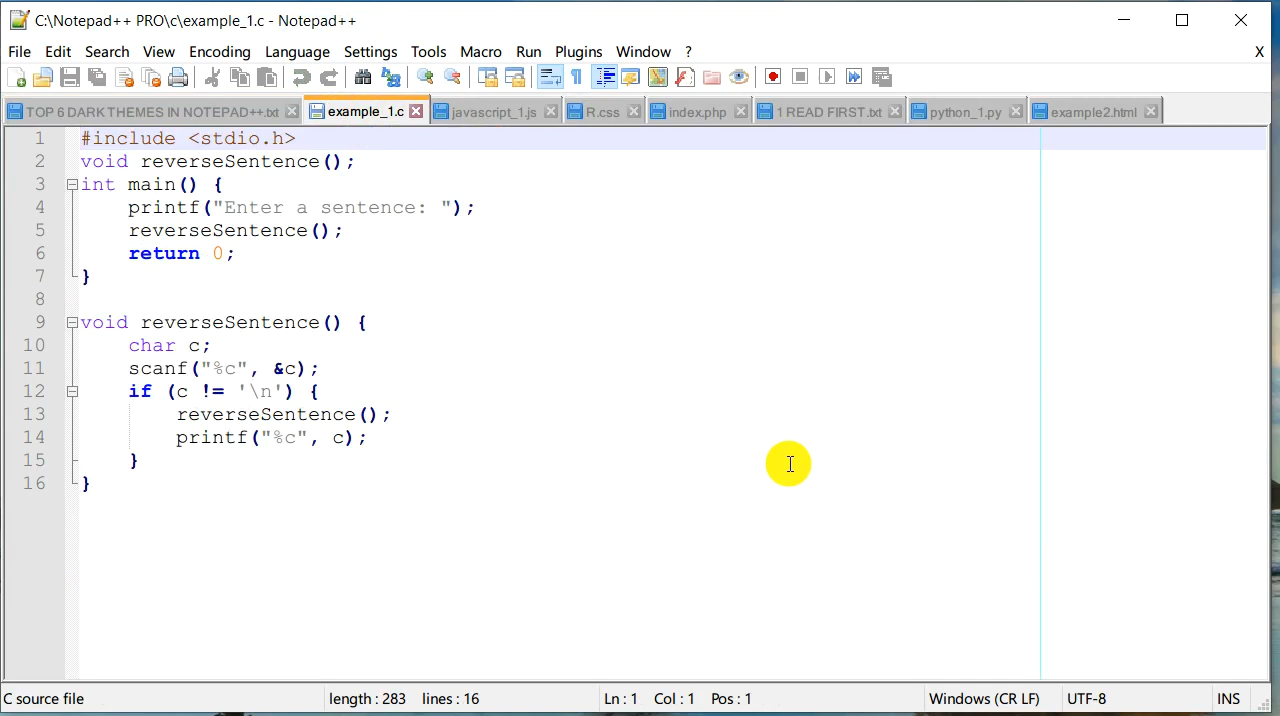 C:\Notepad++ PRO\c\example_1.c - Notepad++
File Edit Search View Encoding Language Settings Tools Macro Run Plugins Window ? X
TOP 6 DARK THEMES IN NOTEPAD++.txt example_1.c javascript_1.js R.css index.php 1 READ FIRST.txt python_1.py example2.html
1 #include <stdio.h>
2 void reverseSentence();
3 int main() {
4 printf("Enter a sentence: ");
5 reverseSentence();
6 return 0;
7 }
8
9 void reverseSentence() {
10 char c;
11 scanf("%c", &c);
12 if (c != '\n') {
13 reverseSentence();
14 printf("%c", c);
15 }
16 }
C source file length : 283 lines : 16 Ln : 1 Col : 1 Pos : 1 Windows (CR LF) UTF-8 INS